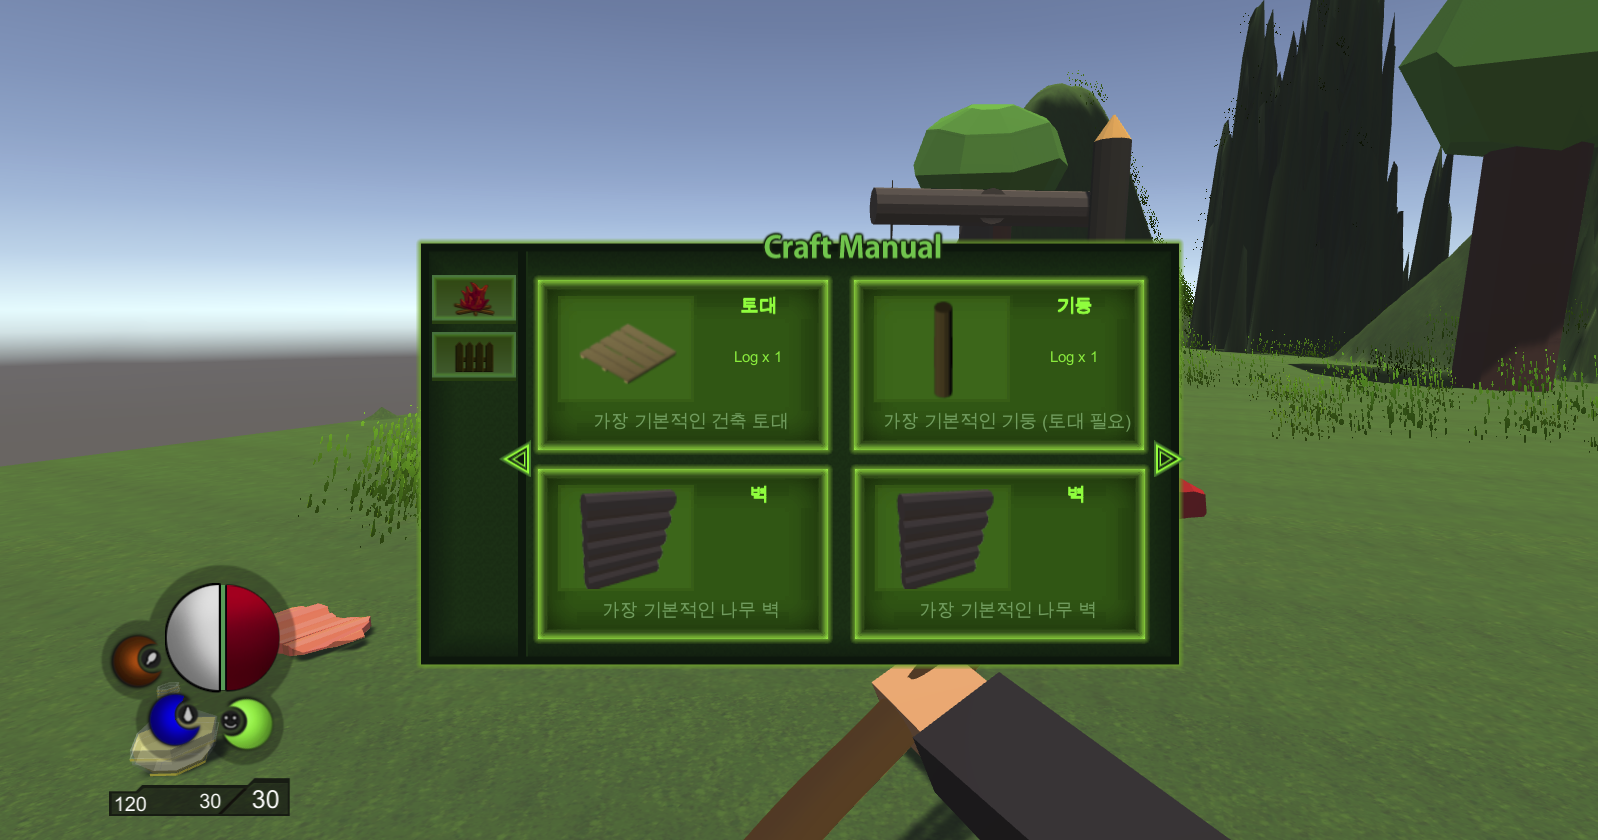 Craft Manual
토대
Log x 1
가장 기본적인 건축 토대
기둥
Log x 1
가장 기본적인 기둥 (토대 필요)
벽
가장 기본적인 나무 벽
벽
가장 기본적인 나무 벽
120 30 30